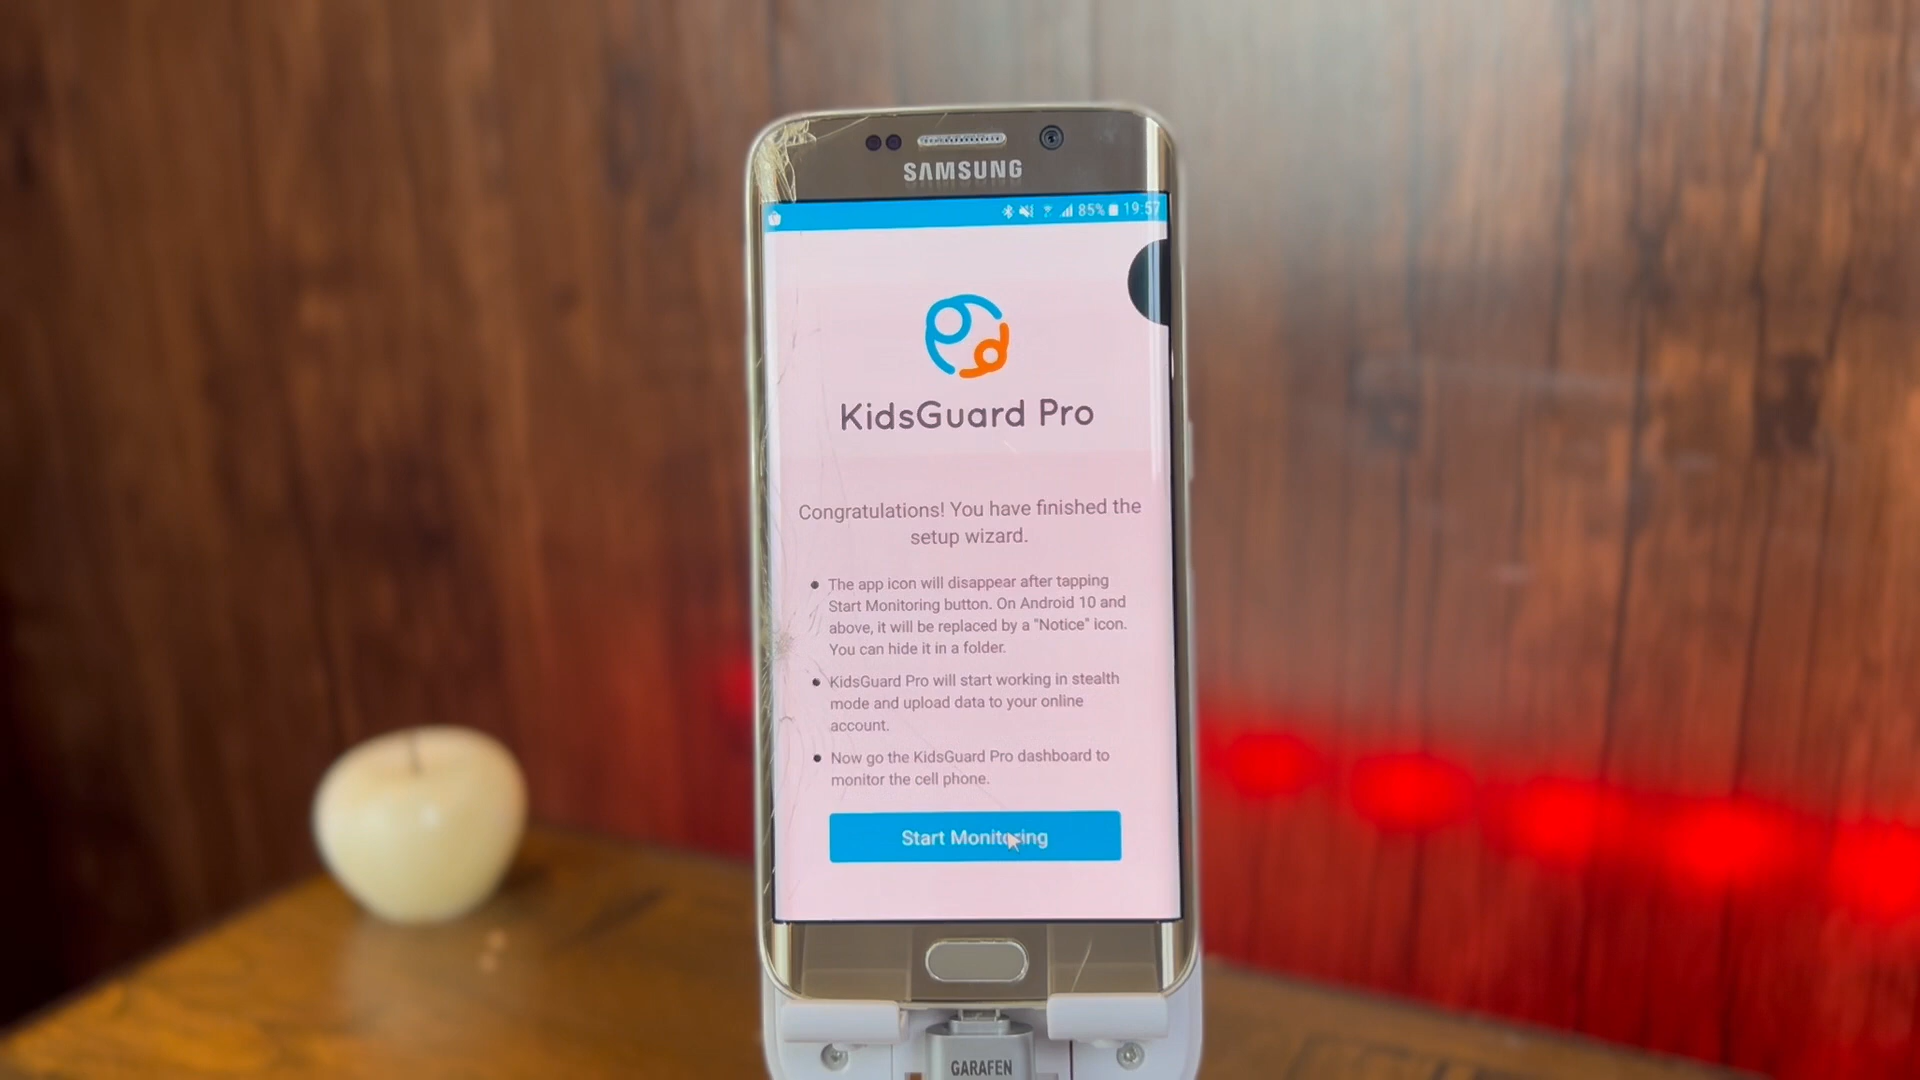 SAMSUNG
85% 19:57
KidsGuard Pro
Congratulations! You have finished the
setup wizard.
The app icon will disappear after tapping
Start Monitoring button. On Android 10 and
above, it will be replaced by a "Notice" icon.
You can hide it in a folder.
KidsGuard Pro will start working in stealth
mode and upload data to your online
account.
Now go the KidsGuard Pro dashboard to
monitor the cell phone.
Start Monitoring
GARAFEN